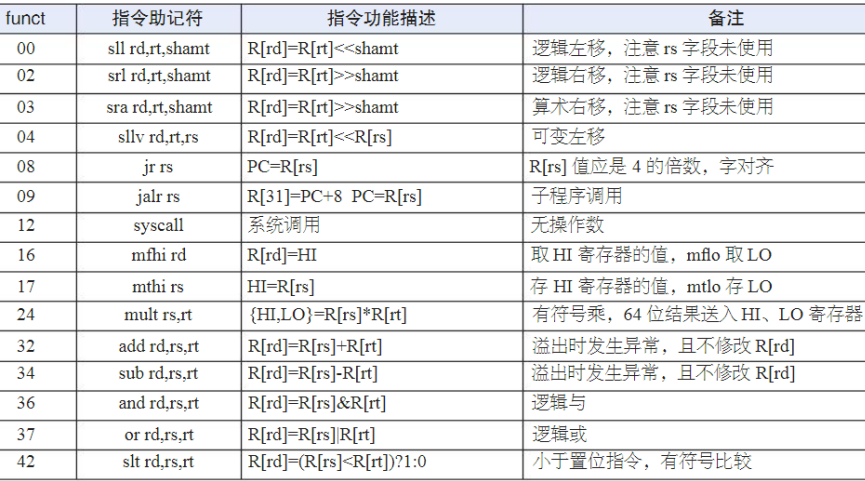 funct 指令助记符 指令功能描述 备注
00 sll rd,rt,shamt R[rd]=R[rt]<<shamt 逻辑左移，注意 rs 字段未使用
02 srl rd,rt,shamt R[rd]=R[rt]>>shamt 逻辑右移，注意 rs 字段未使用
03 sra rd,rt,shamt R[rd]=R[rt]>>shamt 算术右移，注意 rs 字段未使用
04 sllv rd,rt,rs R[rd]=R[rt]<<R[rs] 可变左移
08 jr rs PC=R[rs] R[rs] 值应是 4 的倍数，字对齐
09 jalr rs R[31]=PC+8 PC=R[rs] 子程序调用
12 syscall 系统调用 无操作数
16 mfhi rd R[rd]=HI 取 HI 寄存器的值，mflo 取 LO
17 mthi rs HI=R[rs] 存 HI 寄存器的值，mtlo 存 LO
24 mult rs,rt {HI,LO}=R[rs]*R[rt] 有符号乘，64 位结果送入 HI、LO 寄存器
32 add rd,rs,rt R[rd]=R[rs]+R[rt] 溢出时发生异常，且不修改 R[rd]
34 sub rd,rs,rt R[rd]=R[rs]-R[rt] 溢出时发生异常，且不修改 R[rd]
36 and rd,rs,rt R[rd]=R[rs]&R[rt] 逻辑与
37 or rd,rs,rt R[rd]=R[rs]|R[rt] 逻辑或
42 slt rd,rs,rt R[rd]=(R[rs]<R[rt])?1:0 小于置位指令，有符号比较